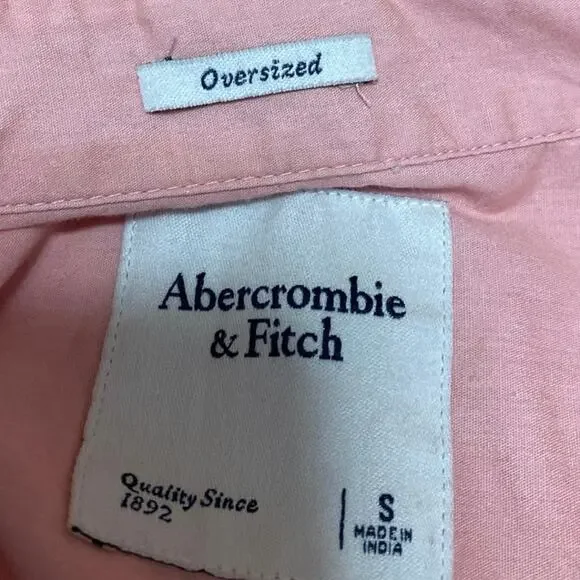 Oversized
Abercrombie
& Fitch
Quality Since
1892
S
MADE IN
INDIA